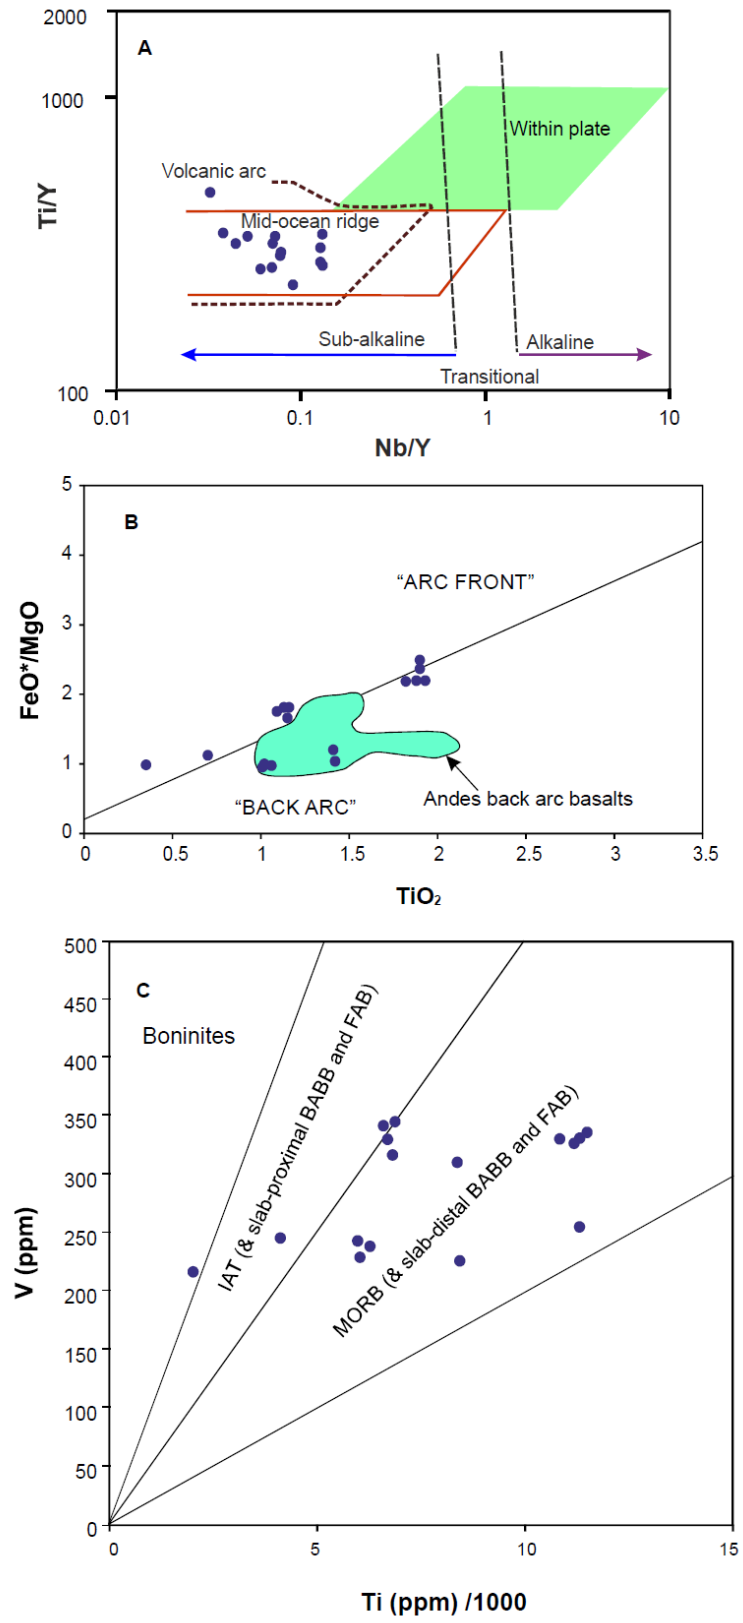 2000
A
1000
Within plate
Volcanic arc
Ti/Y
Mid-ocean ridge
Sub-alkaline
Alkaline
Transitional
100
0.01
0.1
1
10
Nb/Y
5
B
4
"ARC FRONT"
3
FeO*/MgO
2
1
"BACK ARC"
Andes back arc basalts
0
0
0.5
1
1.5
2
2.5
3
3.5
TiO₂
500
C
450
Boninites
400
350
300
IAT (& slab-proximal BABB and FAB)
MORB (& slab-distal BABB and FAB)
V (ppm)
250
200
150
100
50
0
0
5
10
15
Ti (ppm) /1000